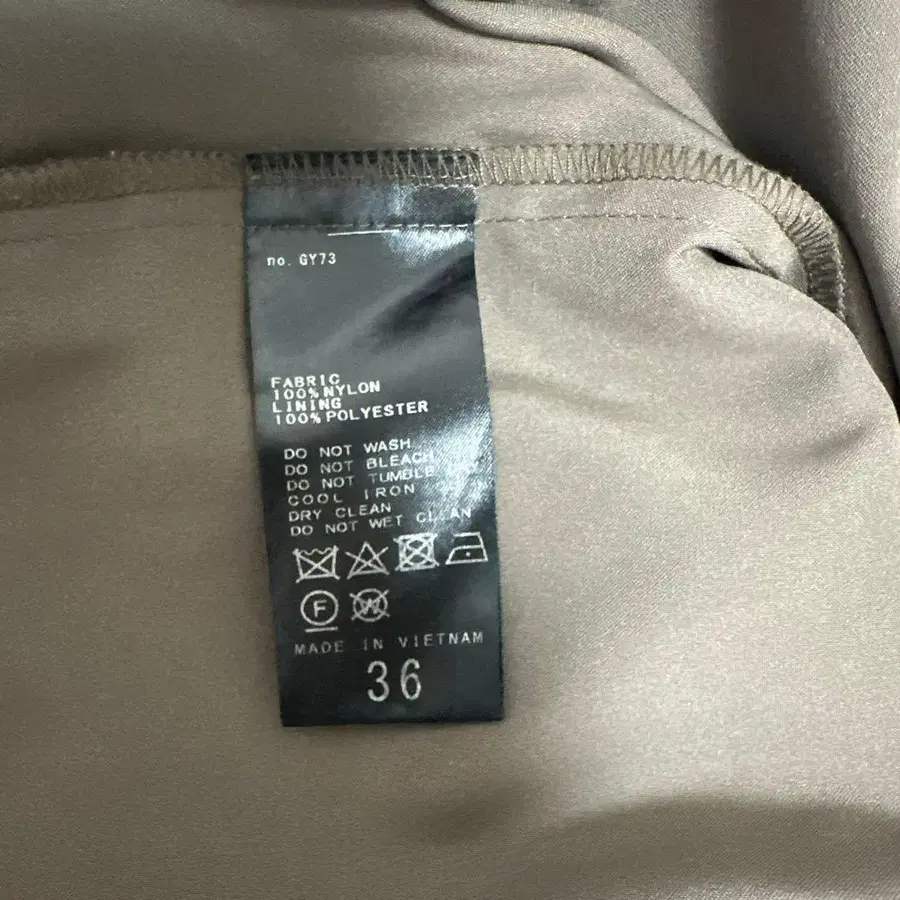 no. GY73
FABRIC
100% NYLON
LINING
100% POLYESTER
DO NOT WASH
DO NOT BLEACH
DO NOT TUMBLE
COOL IRON
DRY CLEAN
DO NOT WET CLEAN
F
W
MADE IN VIETNAM
36